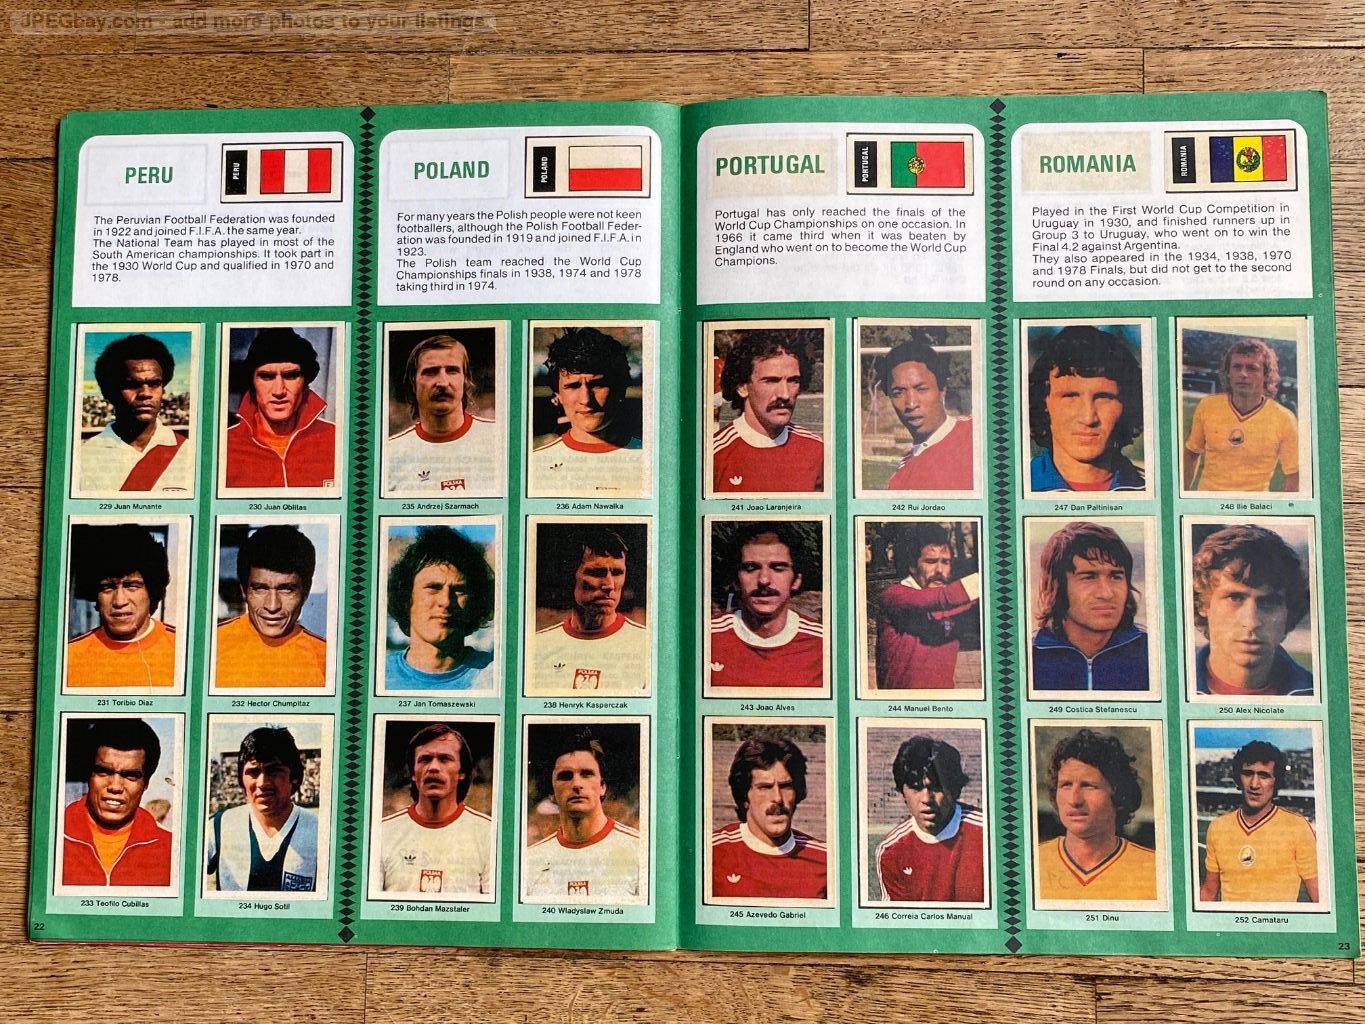 JPEGbay.com - add more photos to your listings.
PERU
PERU
The Peruvian Football Federation was founded
in 1922 and joined F.I.F.A. the same year.
The National Team has played in most of the
South American championships. It took part in
the 1930 World Cup and qualified in 1970 and
1978.
POLAND
POLAND
For many years the Polish people were not keen
footballers, although the Polish Football Feder-
ation was founded in 1919 and joined F.I.F.A. in
1923.
The Polish team reached the World Cup
Championships finals in 1938, 1974 and 1978
taking third in 1974.
PORTUGAL
PORTUGAL
Portugal has only reached the finals of the
World Cup Championships on one occasion. In
1966 it came third when it was beaten by
England who went on to become the World Cup
Champions.
ROMANIA
ROMANIA
Played in the First World Cup Competition in
Uruguay in 1930, and finished runners up in
Group 3 to Uruguay, who went on to win the
Final 4.2 against Argentina.
They also appeared in the 1934, 1938, 1970
and 1978 Finals, but did not get to the second
round on any occasion.
229 Juan Munante
230 Juan Oblitas
235 Andrzej Szarmach
236 Adam Nawalka
241 Joao Laranjeira
242 Rui Jordao
247 Dan Paltinisan
248 Ilie Balaci
231 Toribio Diaz
232 Hector Chumpitaz
237 Jan Tomaszewski
238 Henryk Kasperczak
243 Joao Alves
244 Manuel Bento
249 Costica Stefanescu
250 Alex Nicolate
233 Teofilo Cubillas
234 Hugo Sotil
239 Bohdan Mazstaler
240 Wladyslaw Zmuda
245 Azevedo Gabriel
246 Correia Carlos Manual
251 Dinu
252 Camataru
POLSKA
22
23